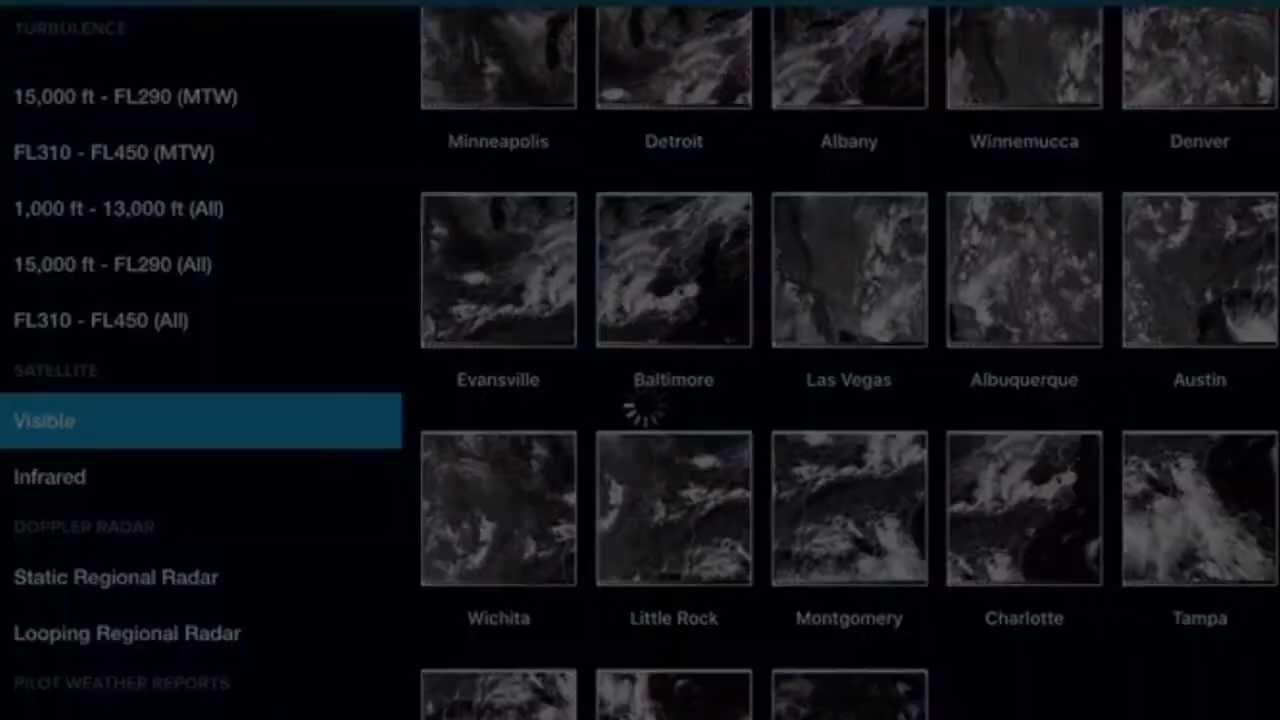 TURBULENCE
15,000 ft - FL290 (MTW)
FL310 - FL450 (MTW)
1,000 ft - 13,000 ft (All)
15,000 ft - FL290 (All)
FL310 - FL450 (All)
SATELLITE
Visible
Infrared
DOPPLER RADAR
Static Regional Radar
Looping Regional Radar
PILOT WEATHER REPORTS
Minneapolis
Detroit
Albany
Winnemucca
Denver
Evansville
Baltimore
Las Vegas
Albuquerque
Austin
Wichita
Little Rock
Montgomery
Charlotte
Tampa